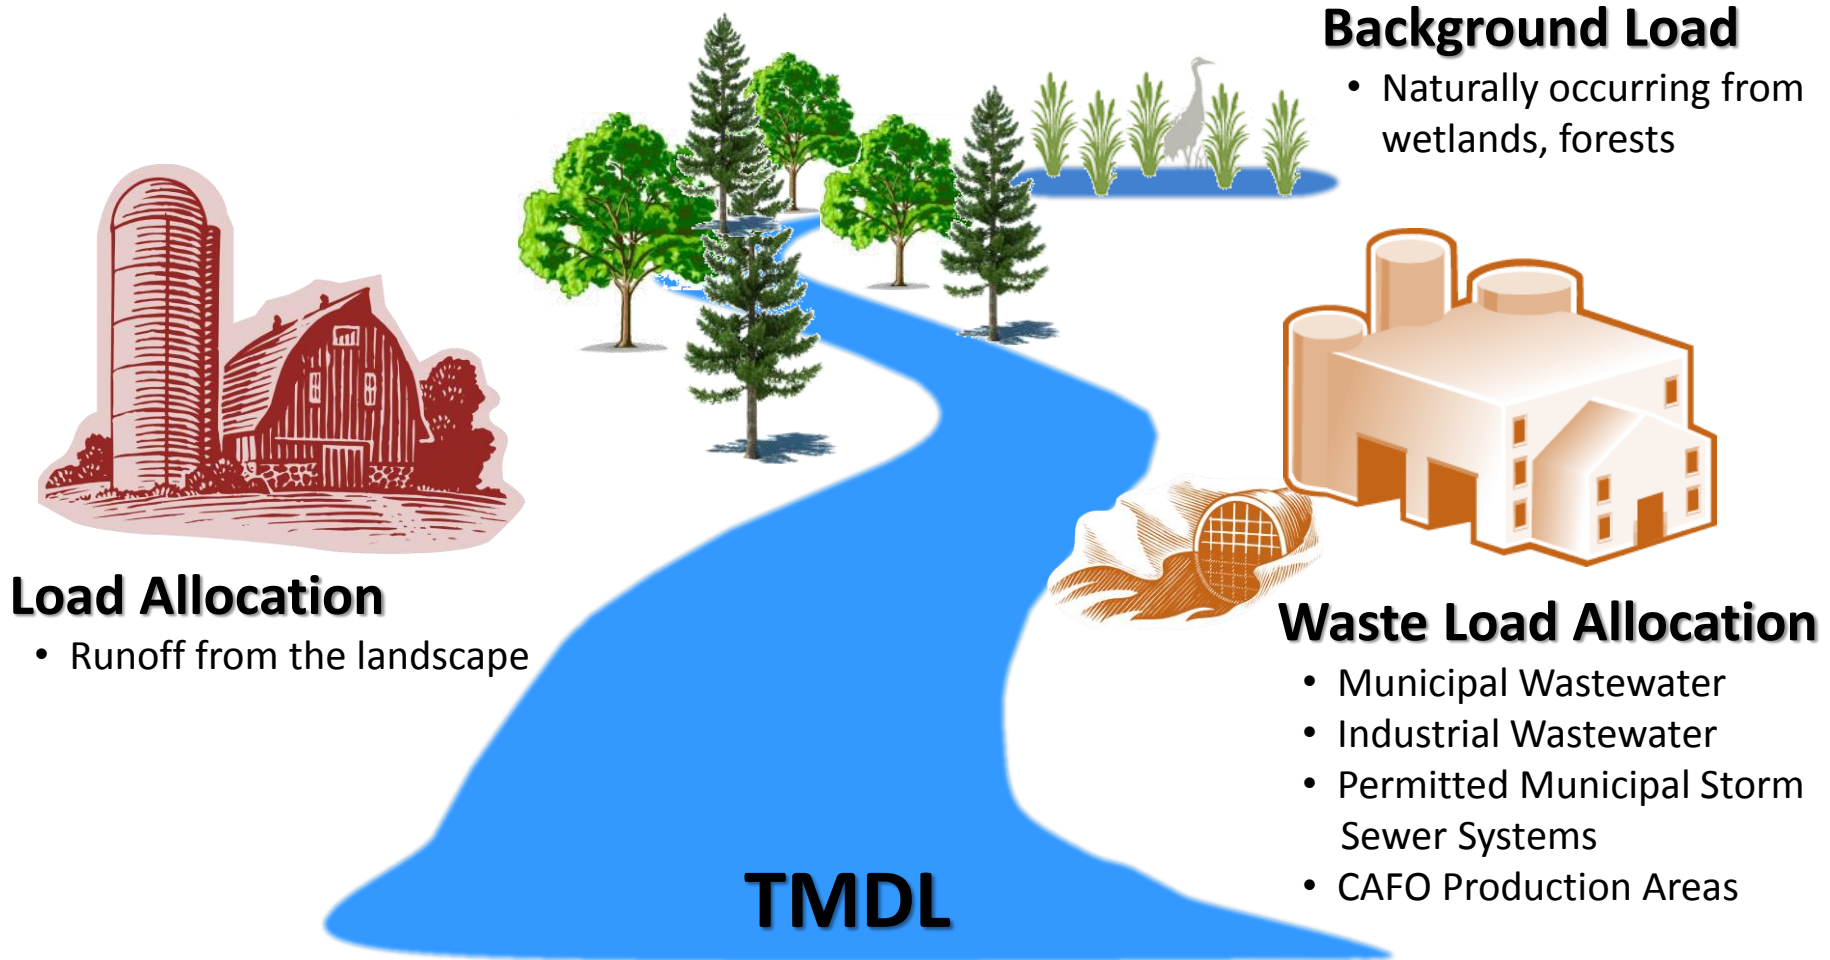 Background Load
• Naturally occurring from
wetlands, forests
Load Allocation
• Runoff from the landscape
Waste Load Allocation
• Municipal Wastewater
• Industrial Wastewater
• Permitted Municipal Storm
Sewer Systems
• CAFO Production Areas
TMDL